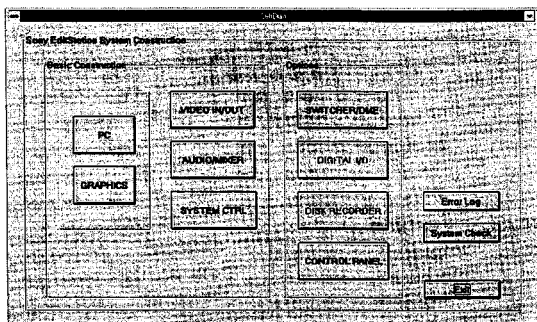 Sony EditStation System Construction
Basic Construction
PC
GRAPHICS
VIDEO IN/OUT
AUDIO/MIXER
SYSTEM CTRL
Options
SWITCHER/DME
DIGITAL I/O
DISK RECORDER
CONTROL PANEL
Error Log
System Check
Exit